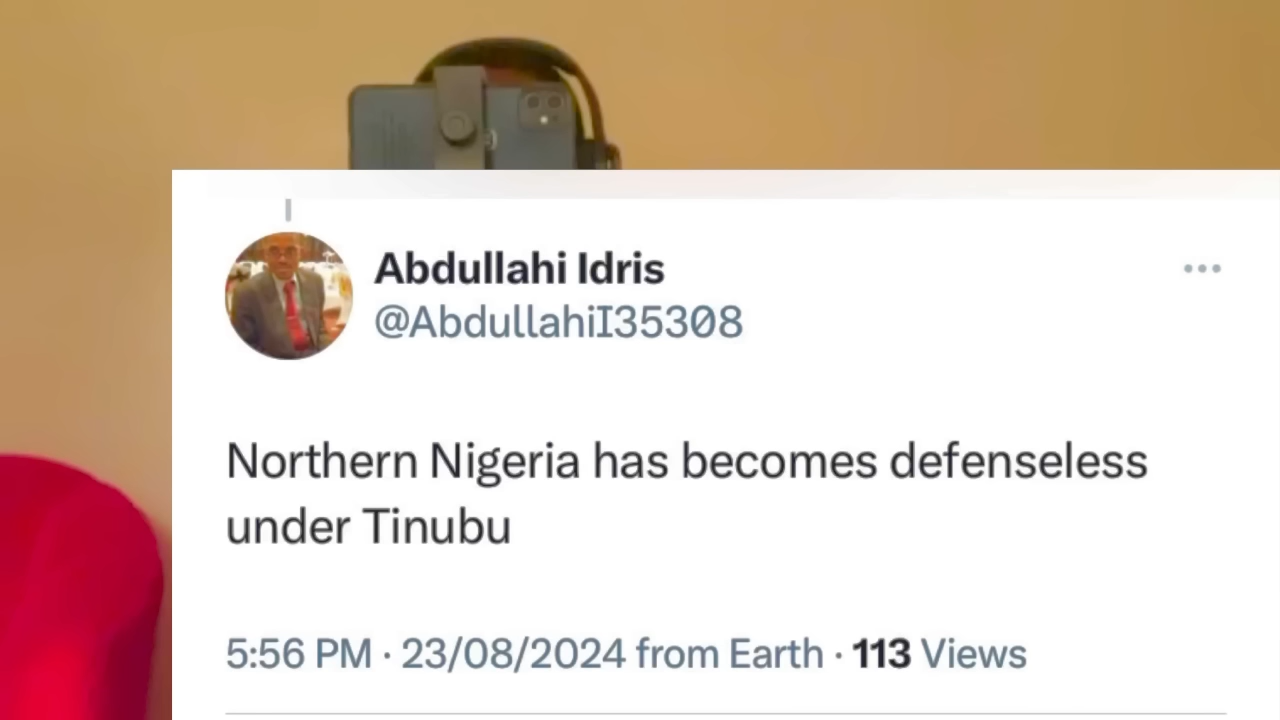 Abdullahi Idris
@AbdullahiI35308
Northern Nigeria has becomes defenseless
under Tinubu
5:56 PM · 23/08/2024 from Earth · 113 Views